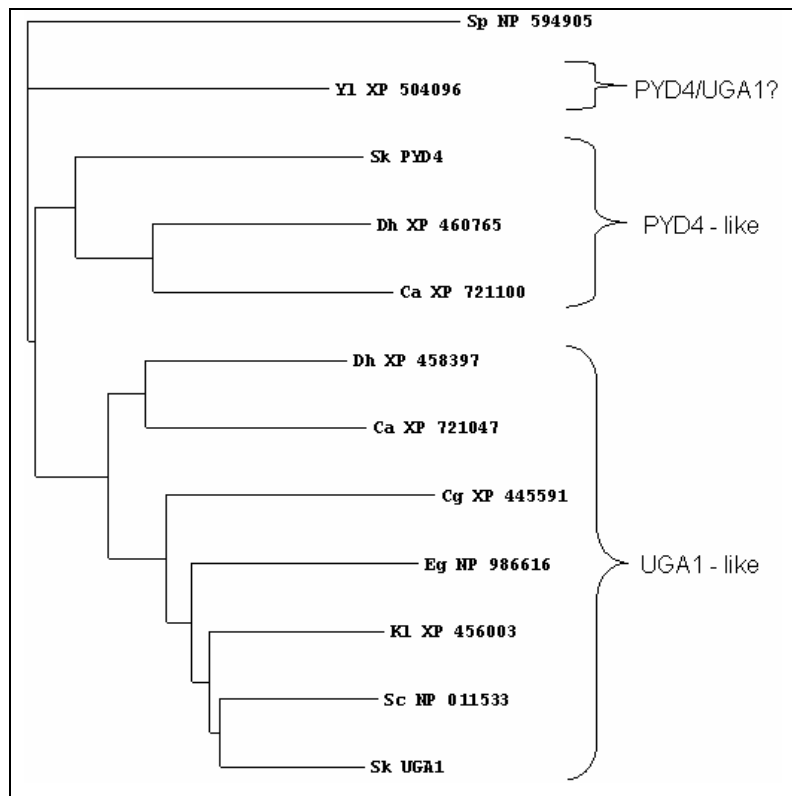 Sp NP 594905
Yl XP 504096
PYD4/UGA1?
Sk PYD4
Dh XP 460765
PYD4 - like
Ca XP 721100
Dh XP 458397
Ca XP 721047
Cg XP 445591
Eg NP 986616
UGA1 - like
Kl XP 456003
Sc NP 011533
Sk UGA1